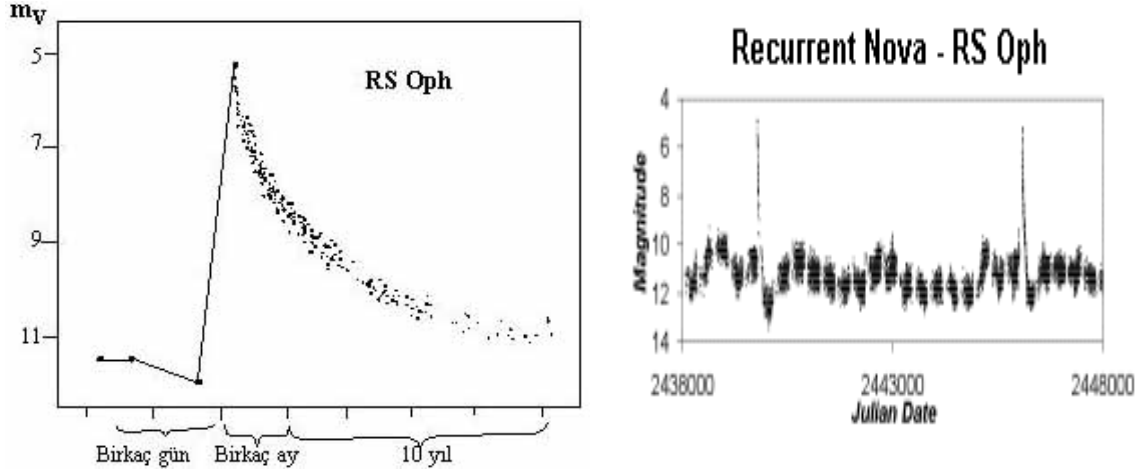 mv
5
7
9
11
RS Oph
Birkaç gün
Birkaç ay
10 yıl
Recurrent Nova - RS Oph
Magnitude
4
6
8
10
12
14
2438000
2443000
2448000
Julian Date